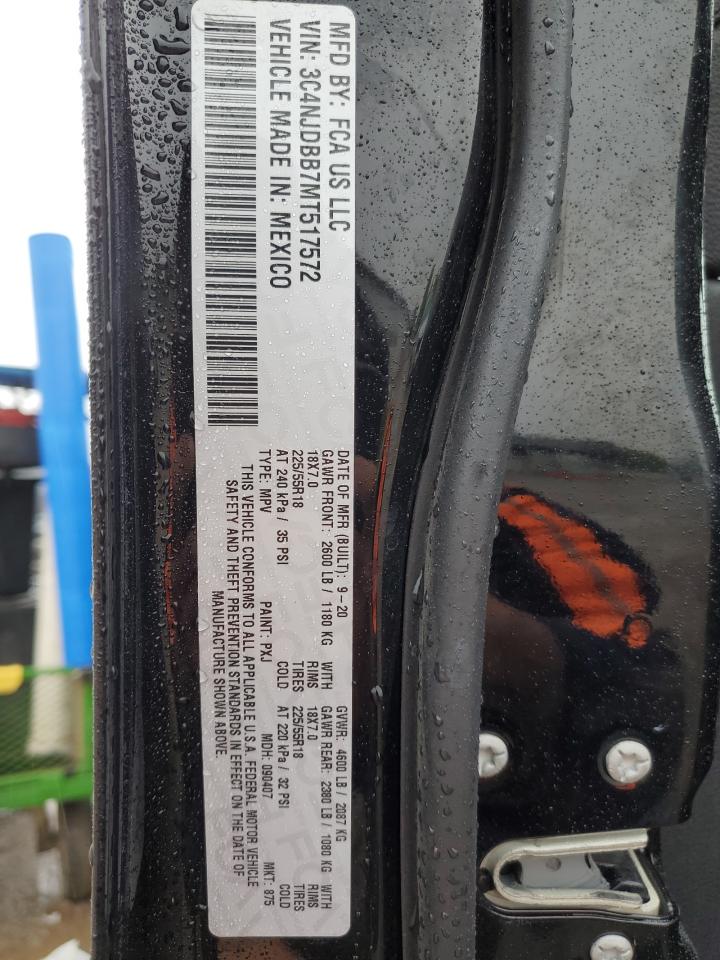 MFD BY: FCA US LLC
VIN: 3C4NJDBB7MT517572
VEHICLE MADE IN: MEXICO
DATE OF MFR (BUILT): 9-20 GVWR: 4600 LB / 2087 KG
GAWR FRONT: 2600 LB / 1180 KG WITH GAWR REAR: 2380 LB / 1080 KG WITH
18X7.0 RIMS 18X7.0 RIMS
225/55R18 TIRES 225/55R18 TIRES
AT 240 kPa / 35 PSI COLD AT 220 kPa / 32 PSI COLD
TYPE: MPV PAINT: PXJ MDH: 090407 MKT: 875
THIS VEHICLE CONFORMS TO ALL APPLICABLE U.S.A. FEDERAL MOTOR VEHICLE
SAFETY AND THEFT PREVENTION STANDARDS IN EFFECT ON THE DATE OF
MANUFACTURE SHOWN ABOVE.